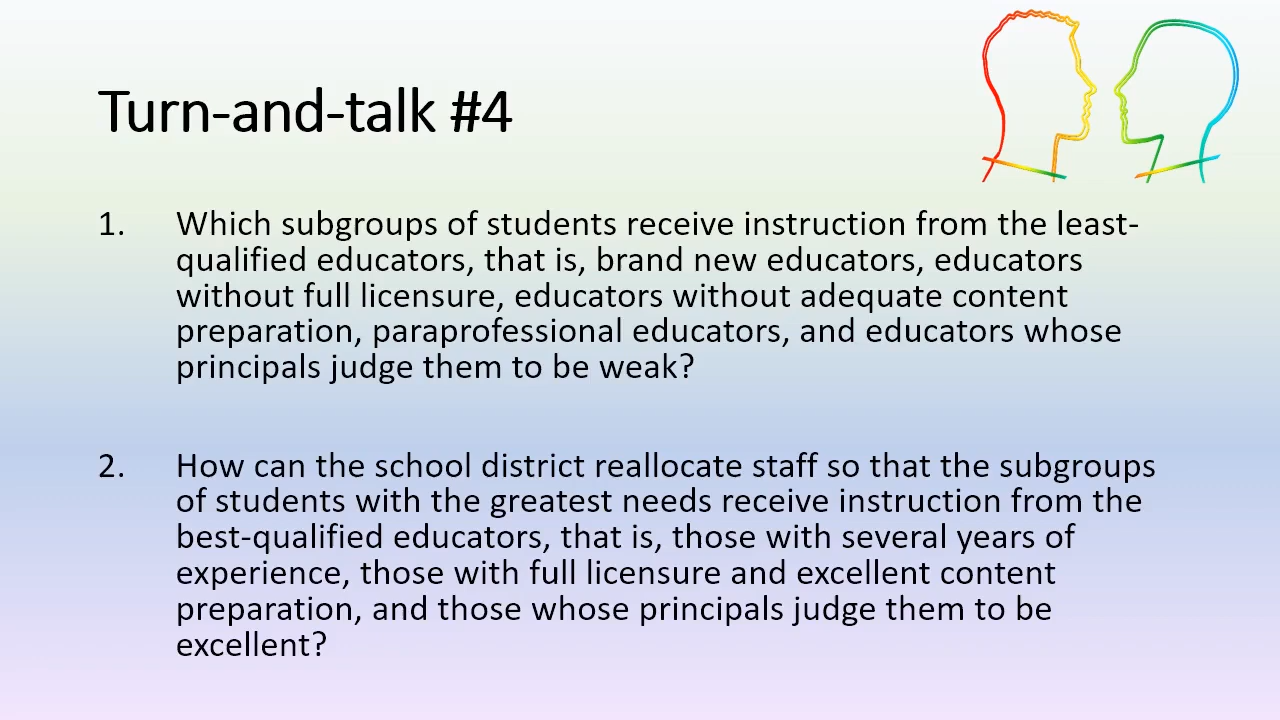 Turn-and-talk #4
1. Which subgroups of students receive instruction from the least-
qualified educators, that is, brand new educators, educators
without full licensure, educators without adequate content
preparation, paraprofessional educators, and educators whose
principals judge them to be weak?
2. How can the school district reallocate staff so that the subgroups
of students with the greatest needs receive instruction from the
best-qualified educators, that is, those with several years of
experience, those with full licensure and excellent content
preparation, and those whose principals judge them to be
excellent?